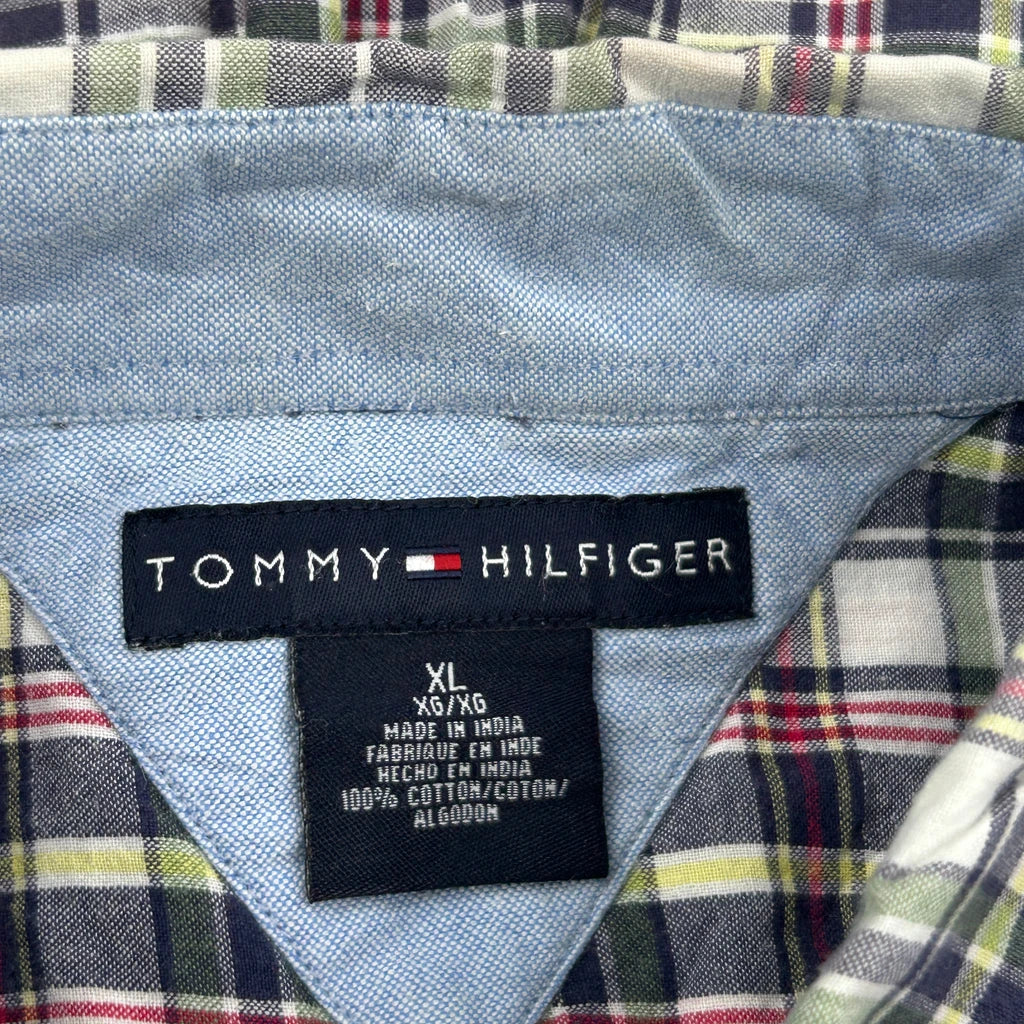 TOMMY HILFIGER
XL
XG/XG
MADE IN INDIA
FABRIQUE EN INDE
HECHO EN INDIA
100% COTTON/COTON/
ALGODON